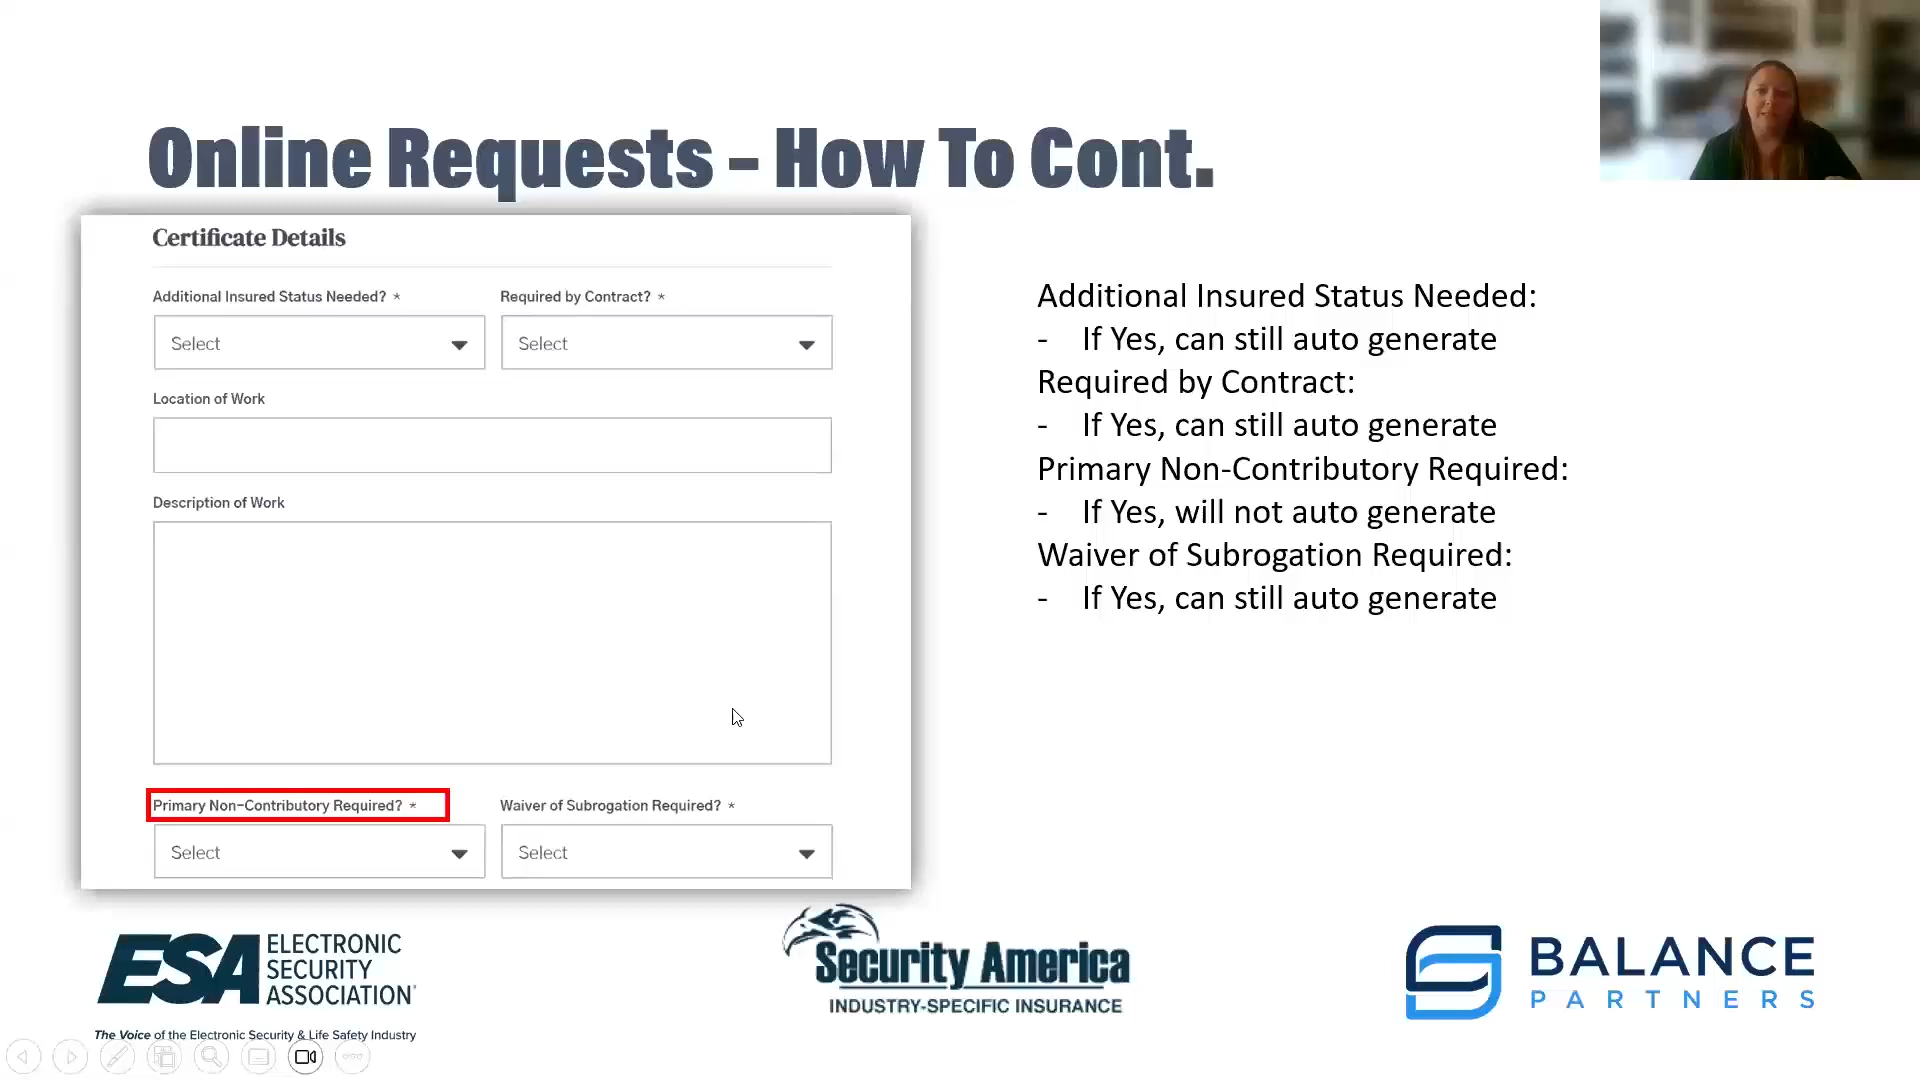 Online Requests – How To Cont.
Certificate Details
Additional Insured Status Needed? *
Required by Contract? *
Select
Select
Location of Work
Description of Work
Primary Non-Contributory Required? *
Waiver of Subrogation Required? *
Select
Select
Additional Insured Status Needed:
- If Yes, can still auto generate
Required by Contract:
- If Yes, can still auto generate
Primary Non-Contributory Required:
- If Yes, will not auto generate
Waiver of Subrogation Required:
- If Yes, can still auto generate
ESA ELECTRONIC
SECURITY
ASSOCIATION
The Voice of the Electronic Security & Life Safety Industry
Security America
INDUSTRY-SPECIFIC INSURANCE
BALANCE
PARTNERS